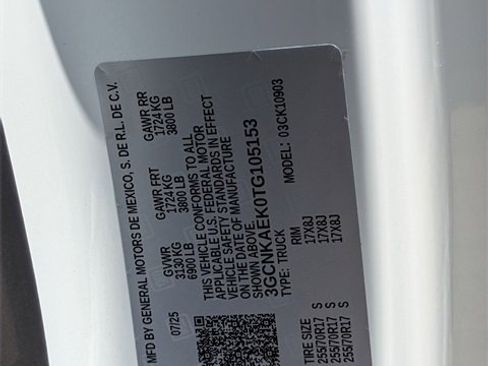 MFD BY GENERAL MOTORS DE MEXICO, S. DE R.L. DE C.V.
07/25 GVWR GAWR FRT GAWR RR
3130 KG 1724 KG 1724 KG
6900 LB 3800 LB 3800 LB
THIS VEHICLE CONFORMS TO ALL
APPLICABLE U.S. FEDERAL MOTOR
VEHICLE SAFETY STANDARDS IN EFFECT
ON THE DATE OF MANUFACTURE
SHOWN ABOVE.
3GCNKAEK0TG105153
TYPE: TRUCK MODEL: 03CK10903
TIRE SIZE RIM
255/70R17 S 17X8J
255/70R17 S 17X8J
255/70R17 S 17X8J